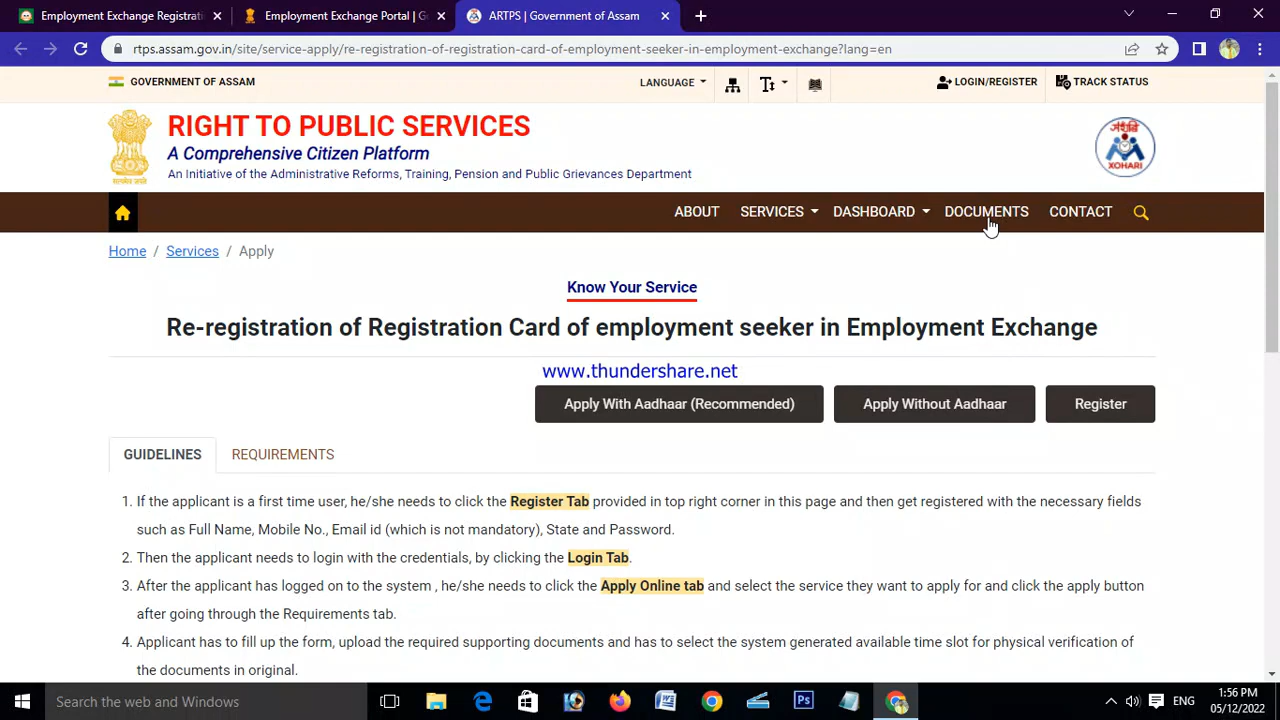 Employment Exchange Registrati
Employment Exchange Portal | Go
ARTPS | Government of Assam
rtps.assam.gov.in/site/service-apply/re-registration-of-registration-card-of-employment-seeker-in-employment-exchange?lang=en
GOVERNMENT OF ASSAM
LANGUAGE
LOGIN/REGISTER
TRACK STATUS
RIGHT TO PUBLIC SERVICES
A Comprehensive Citizen Platform
An Initiative of the Administrative Reforms, Training, Pension and Public Grievances Department
XOHARI
ABOUT SERVICES DASHBOARD DOCUMENTS CONTACT
Home / Services / Apply
Know Your Service
Re-registration of Registration Card of employment seeker in Employment Exchange
www.thundershare.net
Apply With Aadhaar (Recommended) Apply Without Aadhaar Register
GUIDELINES REQUIREMENTS
1. If the applicant is a first time user, he/she needs to click the Register Tab provided in top right corner in this page and then get registered with the necessary fields
such as Full Name, Mobile No., Email id (which is not mandatory), State and Password.
2. Then the applicant needs to login with the credentials, by clicking the Login Tab.
3. After the applicant has logged on to the system , he/she needs to click the Apply Online tab and select the service they want to apply for and click the apply button
after going through the Requirements tab.
4. Applicant has to fill up the form, upload the required supporting documents and has to select the system generated available time slot for physical verification of
the documents in original.
Search the web and Windows
ENG
1:56 PM
05/12/2022